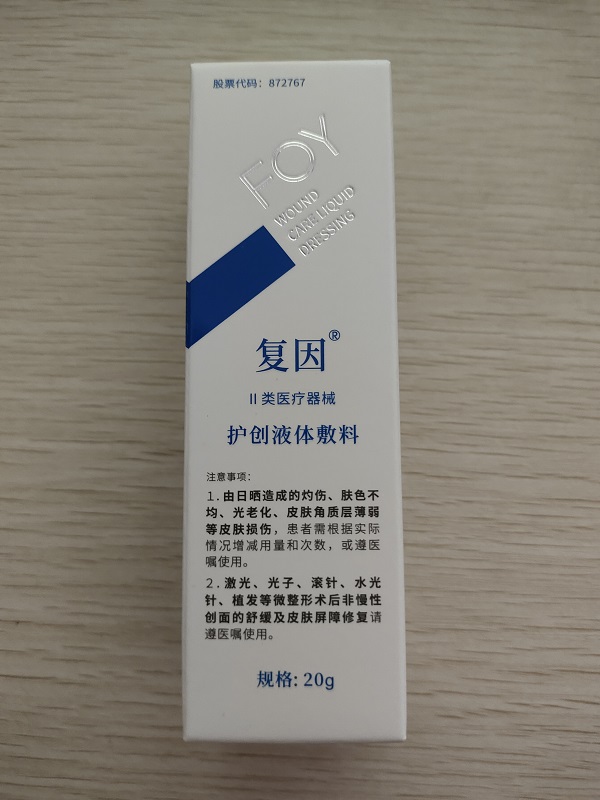 股票代码：872767
FOY
WOUND
CARE LIQUID
DRESSING
复因®
II类医疗器械
护创液体敷料
注意事项：
1.由日晒造成的灼伤、肤色不
均、光老化、皮肤角质层薄弱
等皮肤损伤，患者需根据实际
情况增减用量和次数，或遵医
嘱使用。
2.激光、光子、滚针、水光
针、植发等微整形术后非慢性
创面的舒缓及皮肤屏障修复请
遵医嘱使用。
规格：20g